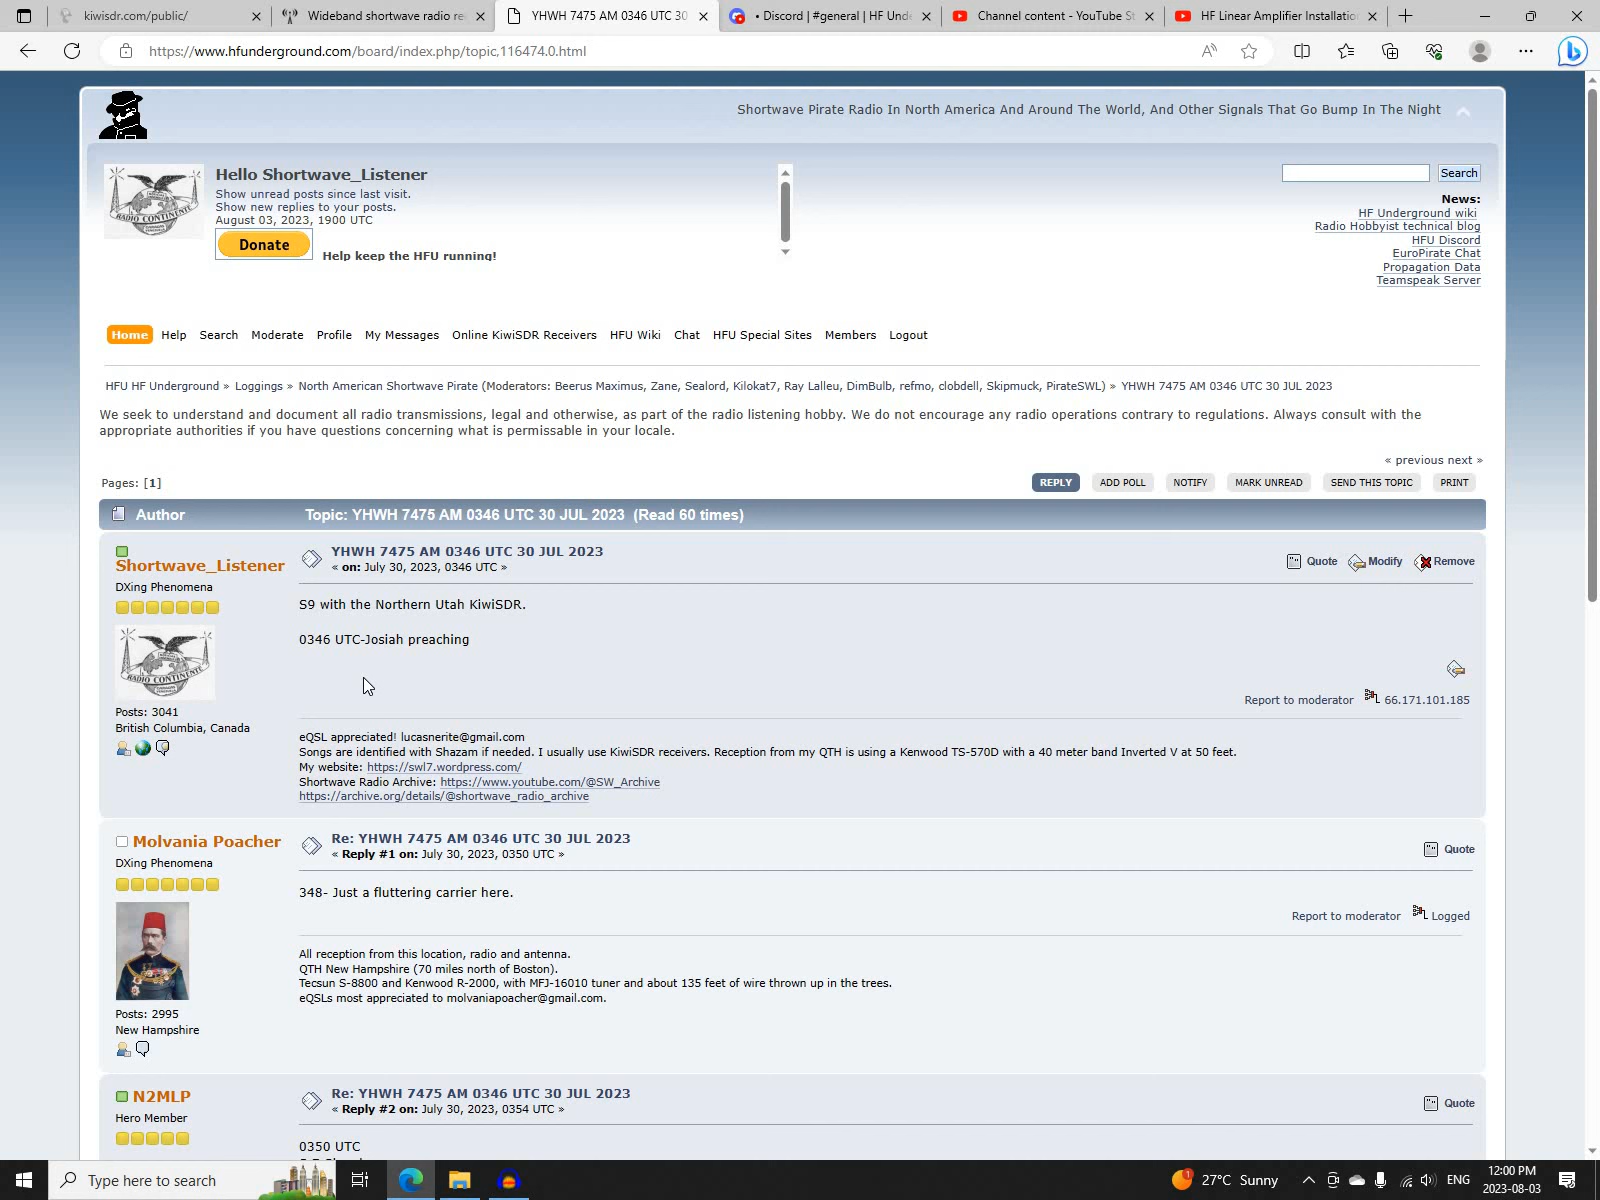 kiwisdr.com/public/
Wideband shortwave radio re
YHWH 7475 AM 0346 UTC 30
• Discord | #general | HF Und
Channel content - YouTube S
HF Linear Amplifier Installatio
https://www.hfunderground.com/board/index.php/topic,116474.0.html
Shortwave Pirate Radio In North America And Around The World, And Other Signals That Go Bump In The Night
RADIO CONTINENTE
Hello Shortwave_Listener
Show unread posts since last visit.
Show new replies to your posts.
August 03, 2023, 1900 UTC
Donate
Help keep the HFU running!
Search
News:
HF Underground wiki
Radio Hobbyist technical blog
HFU Discord
EuroPirate Chat
Propagation Data
Teamspeak Server
Home Help Search Moderate Profile My Messages Online KiwiSDR Receivers HFU Wiki Chat HFU Special Sites Members Logout
HFU HF Underground » Loggings » North American Shortwave Pirate (Moderators: Beerus Maximus, Zane, Sealord, Kilokat7, Ray Lalleu, DimBulb, refmo, clobdell, Skipmuck, PirateSWL) » YHWH 7475 AM 0346 UTC 30 JUL 2023
We seek to understand and document all radio transmissions, legal and otherwise, as part of the radio listening hobby. We do not encourage any radio operations contrary to regulations. Always consult with the
appropriate authorities if you have questions concerning what is permissable in your locale.
« previous next »
Pages: [1]
REPLY ADD POLL NOTIFY MARK UNREAD SEND THIS TOPIC PRINT
Author Topic: YHWH 7475 AM 0346 UTC 30 JUL 2023 (Read 60 times)
Shortwave_Listener
DXing Phenomena
RADIO CONTINENTE
Posts: 3041
British Columbia, Canada
YHWH 7475 AM 0346 UTC 30 JUL 2023
« on: July 30, 2023, 0346 UTC »
Quote Modify Remove
S9 with the Northern Utah KiwiSDR.
0346 UTC-Josiah preaching
Report to moderator 66.171.101.185
eQSL appreciated! lucasnerite@gmail.com
Songs are identified with Shazam if needed. I usually use KiwiSDR receivers. Reception from my QTH is using a Kenwood TS-570D with a 40 meter band Inverted V at 50 feet.
My website: https://swl7.wordpress.com/
Shortwave Radio Archive: https://www.youtube.com/@SW_Archive
https://archive.org/details/@shortwave_radio_archive
Molvania Poacher
DXing Phenomena
Posts: 2995
New Hampshire
Re: YHWH 7475 AM 0346 UTC 30 JUL 2023
« Reply #1 on: July 30, 2023, 0350 UTC »
Quote
348- Just a fluttering carrier here.
Report to moderator Logged
All reception from this location, radio and antenna.
QTH New Hampshire (70 miles north of Boston).
Tecsun S-8800 and Kenwood R-2000, with MFJ-16010 tuner and about 135 feet of wire thrown up in the trees.
eQSLs most appreciated to molvaniapoacher@gmail.com.
N2MLP
Hero Member
Re: YHWH 7475 AM 0346 UTC 30 JUL 2023
« Reply #2 on: July 30, 2023, 0354 UTC »
Quote
0350 UTC
Type here to search
1
27°C Sunny
ENG
12:00 PM
2023-08-03